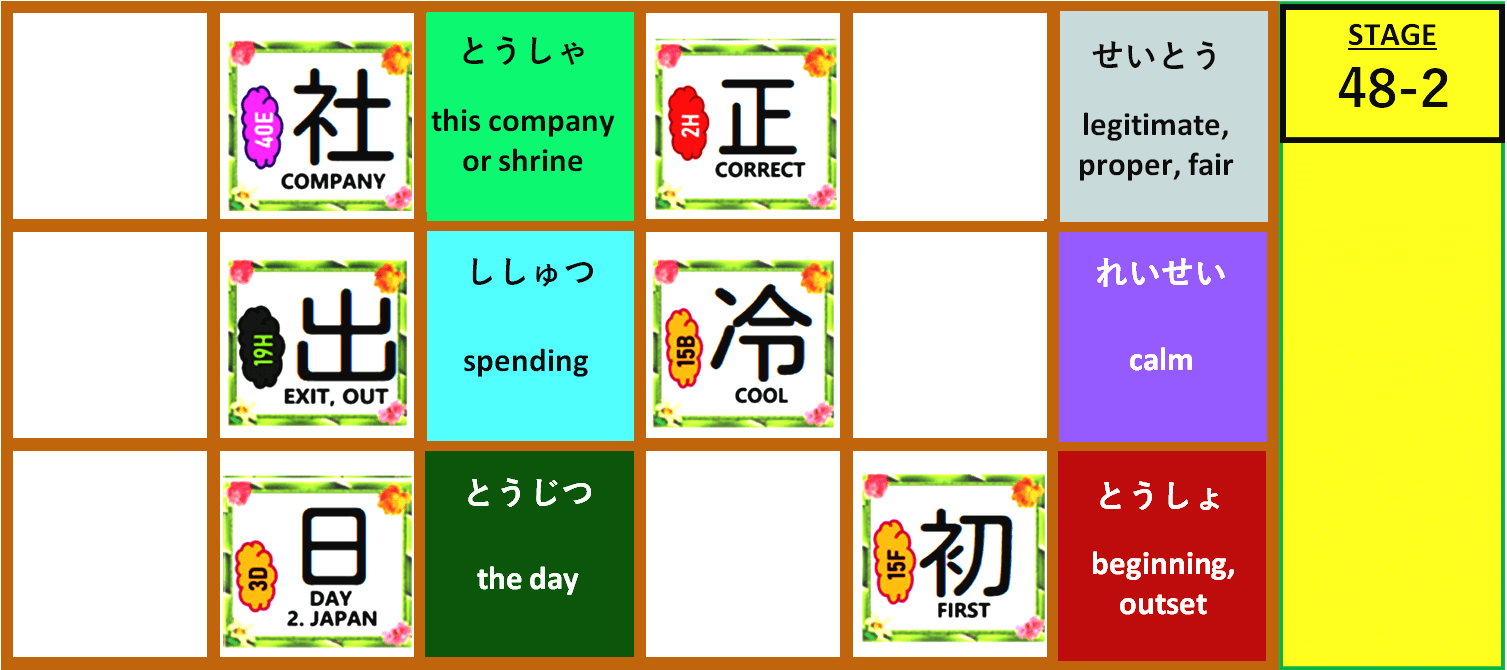 40E
社
COMPANY
とうしゃ
this company
or shrine
2H
正
CORRECT
せいとう
legitimate,
proper, fair
STAGE
48-2
19H
出
EXIT, OUT
ししゅつ
spending
15B
冷
COOL
れいせい
calm
3D
日
DAY
2. JAPAN
とうじつ
the day
15F
初
FIRST
とうしょ
beginning,
outset